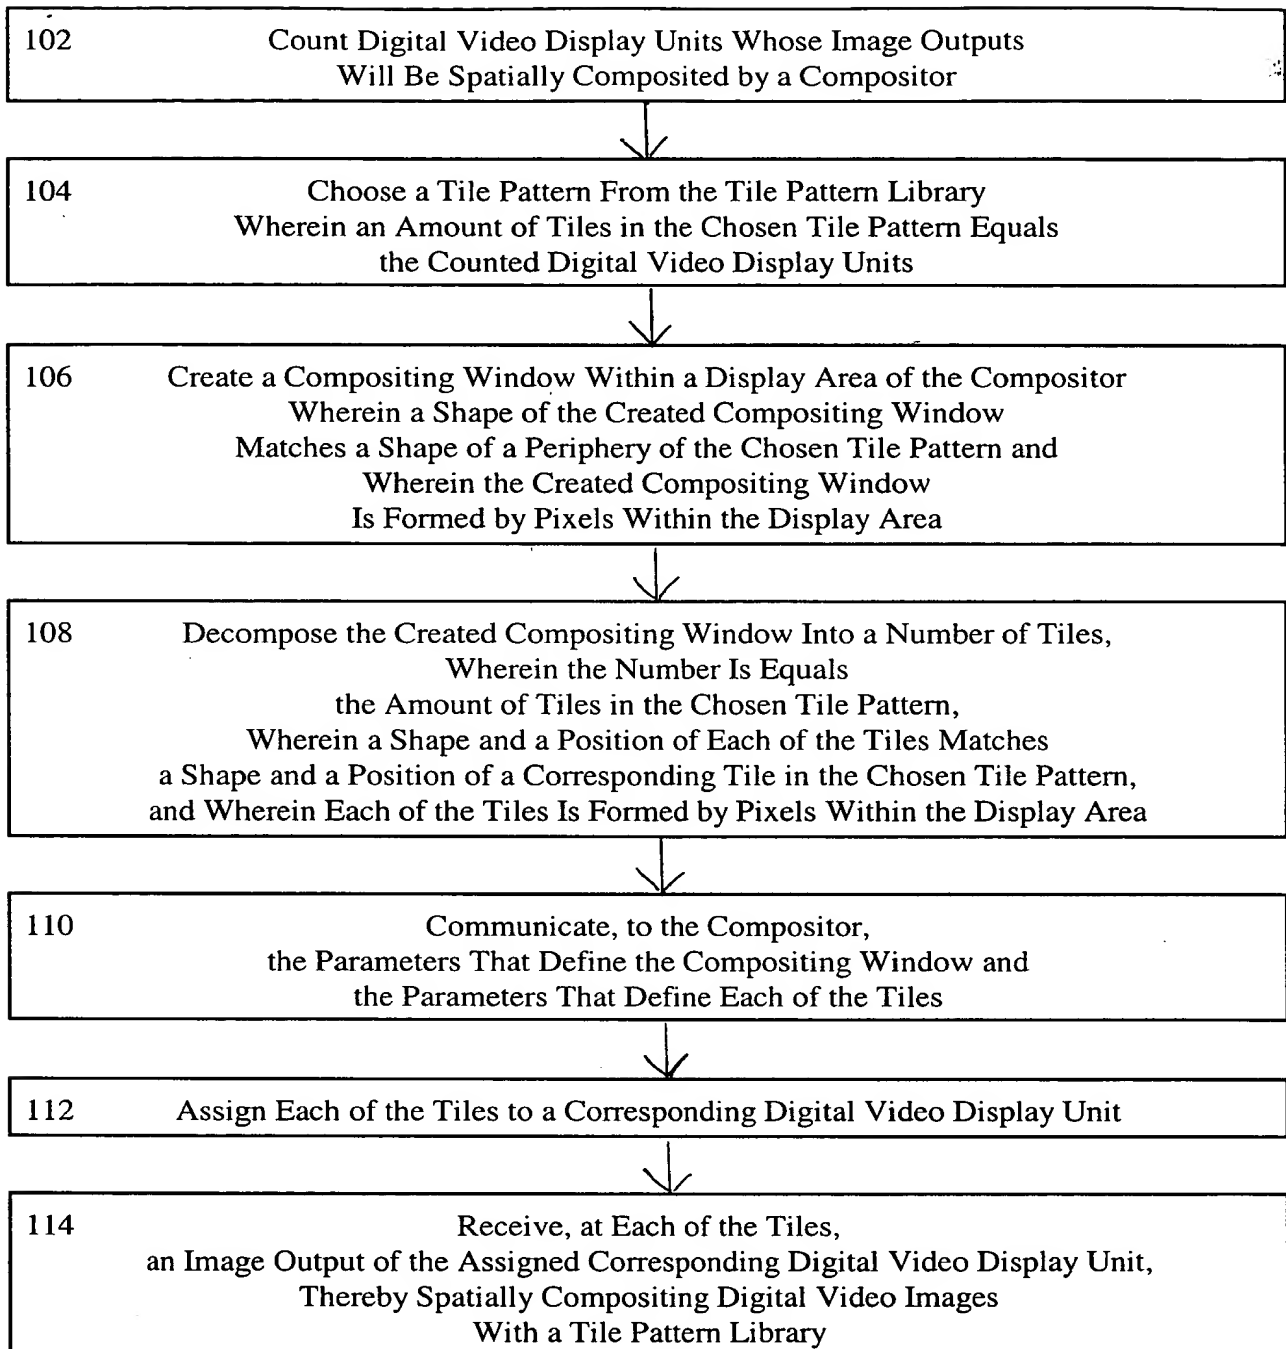 102 Count Digital Video Display Units Whose Image Outputs
Will Be Spatially Composited by a Compositor
104 Choose a Tile Pattern From the Tile Pattern Library
Wherein an Amount of Tiles in the Chosen Tile Pattern Equals
the Counted Digital Video Display Units
106 Create a Compositing Window Within a Display Area of the Compositor
Wherein a Shape of the Created Compositing Window
Matches a Shape of a Periphery of the Chosen Tile Pattern and
Wherein the Created Compositing Window
Is Formed by Pixels Within the Display Area
108 Decompose the Created Compositing Window Into a Number of Tiles,
Wherein the Number Is Equals
the Amount of Tiles in the Chosen Tile Pattern,
Wherein a Shape and a Position of Each of the Tiles Matches
a Shape and a Position of a Corresponding Tile in the Chosen Tile Pattern,
and Wherein Each of the Tiles Is Formed by Pixels Within the Display Area
110 Communicate, to the Compositor,
the Parameters That Define the Compositing Window and
the Parameters That Define Each of the Tiles
112 Assign Each of the Tiles to a Corresponding Digital Video Display Unit
114 Receive, at Each of the Tiles,
an Image Output of the Assigned Corresponding Digital Video Display Unit,
Thereby Spatially Compositing Digital Video Images
With a Tile Pattern Library